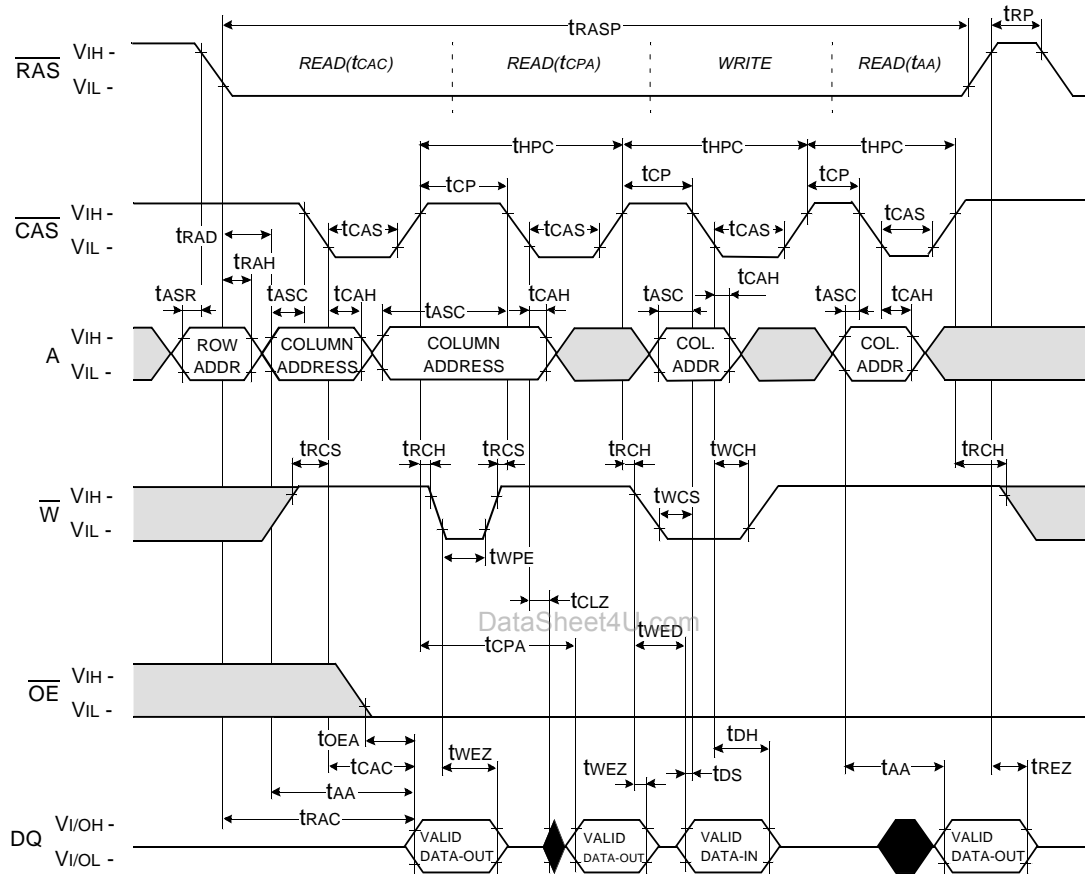 tRASP
tRP
RAS
VIH -
VIL -
READ(tCAC)
READ(tCPA)
WRITE
READ(tAA)
tHPC
tHPC
tHPC
tCP
tCP
tCP
CAS
VIH -
VIL -
tCAS
tCAS
tCAS
tCAS
tRAD
tRAH
tASR
tASC
tCAH
tASC
tCAH
tASC
tCAH
tASC
tCAH
A
VIH -
VIL -
ROW
ADDR
COLUMN
ADDRESS
COLUMN
ADDRESS
COL.
ADDR
COL.
ADDR
tRCS
tRCH
tRCS
tRCH
tWCH
tRCH
W
VIH -
VIL -
tWCS
tWPE
tCLZ
DataSheet4U.com
tCPA
tWED
OE
VIH -
VIL -
tOEA
tCAC
tAA
tRAC
tWEZ
tWEZ
tDH
tDS
tAA
tREZ
DQ
VI/OH -
VI/OL -
VALID
DATA-OUT
VALID
DATA-OUT
VALID
DATA-IN
VALID
DATA-OUT